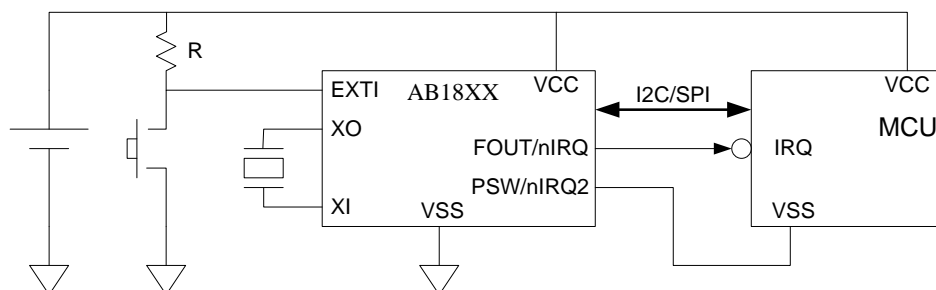 R
EXTI
AB18XX
VCC
I2C/SPI
VCC
XO
MCU
FOUT/nIRQ
IRQ
PSW/nIRQ2
XI
VSS
VSS